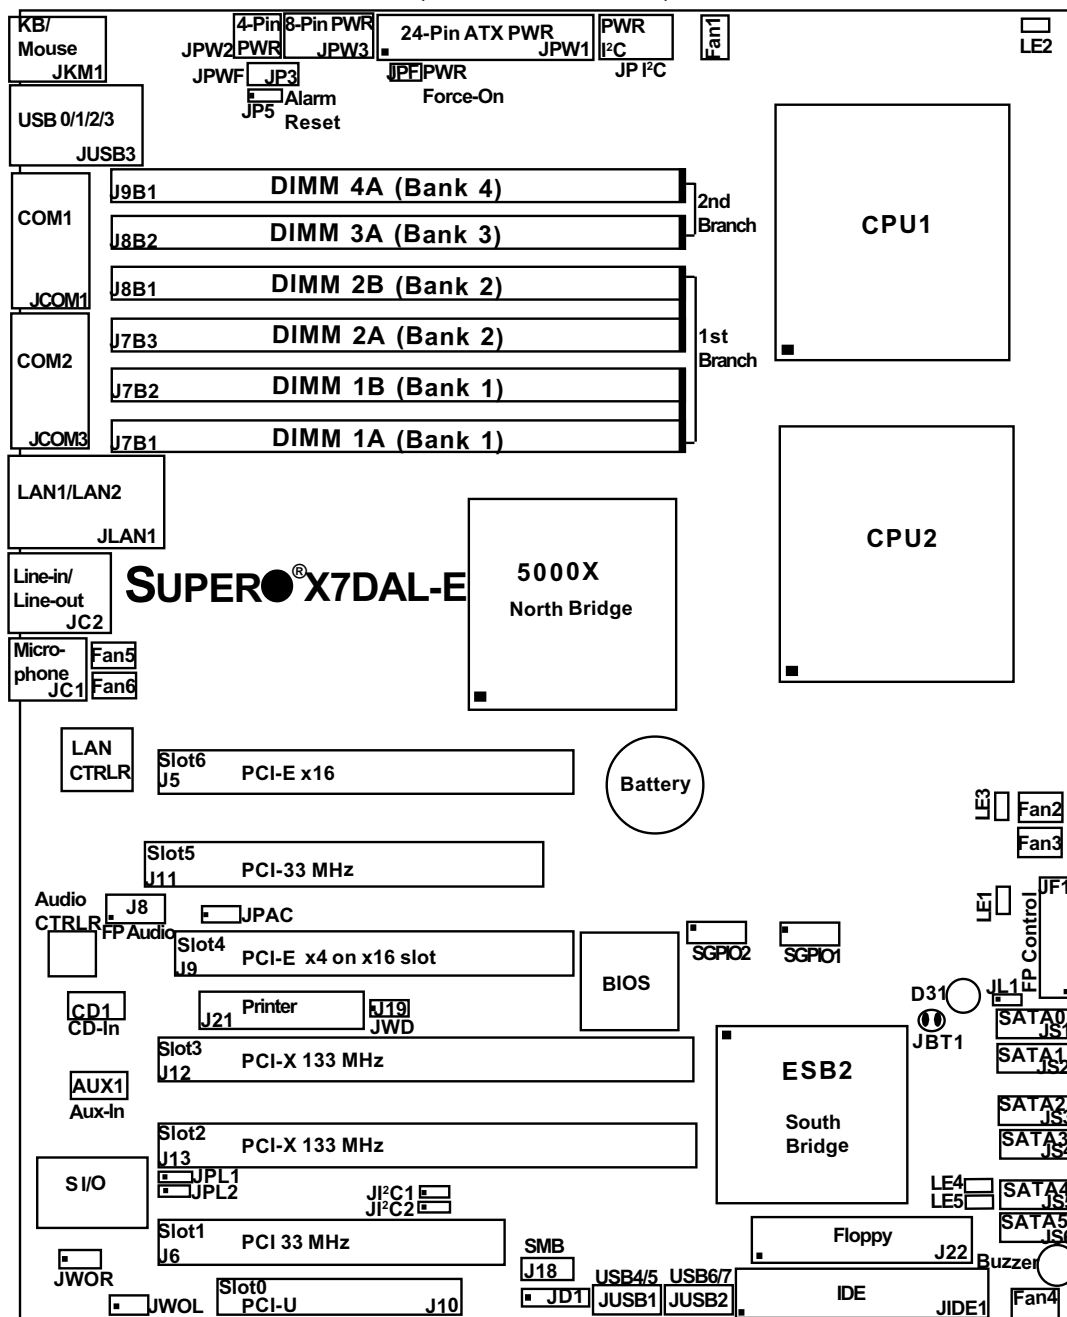 KB/
Mouse
JKM1
4-Pin
PWR
JPW2
8-Pin PWR
JPW3
24-Pin ATX PWR
JPW1
PWR
I²C
JP I²C
Fan1
LE2
JPWF
JP3
JPF
PWR
Force-On
JP5
Alarm
Reset
USB 0/1/2/3
JUSB3
COM1
JCOM1
COM2
JCOM3
J9B1
DIMM 4A (Bank 4)
J8B2
DIMM 3A (Bank 3)
2nd
Branch
J8B1
DIMM 2B (Bank 2)
J7B3
DIMM 2A (Bank 2)
J7B2
DIMM 1B (Bank 1)
J7B1
DIMM 1A (Bank 1)
1st
Branch
CPU1
CPU2
LAN1/LAN2
JLAN1
Line-in/
Line-out
JC2
SUPER●®X7DAL-E
5000X
North Bridge
Micro-
phone
JC1
Fan5
Fan6
LAN
CTRLR
Slot6
J5
PCI-E x16
Battery
LE3
Fan2
Fan3
Slot5
J11
PCI-33 MHz
Audio
CTRLR
J8
FP Audio
JPAC
LE1
JF1
FP Control
Slot4
J9
PCI-E x4 on x16 slot
BIOS
SGPIO2
SGPIO1
CD1
CD-In
J21
Printer
J19
JWD
D31
JBT1
JL1
SATA0
JS1
SATA1
JS2
Slot3
J12
PCI-X 133 MHz
ESB2
South
Bridge
AUX1
Aux-In
SATA2
JS3
SATA3
JS4
Slot2
J13
PCI-X 133 MHz
S I/O
JPL1
JPL2
JI²C1
JI²C2
LE4
LE5
SATA4
JS5
SATA5
JS6
Slot1
J6
PCI 33 MHz
Floppy
J22
SMB
J18
Buzzer
JWOR
JWOL
Slot0
PCI-U
J10
JD1
USB4/5
JUSB1
USB6/7
JUSB2
IDE
JIDE1
Fan4